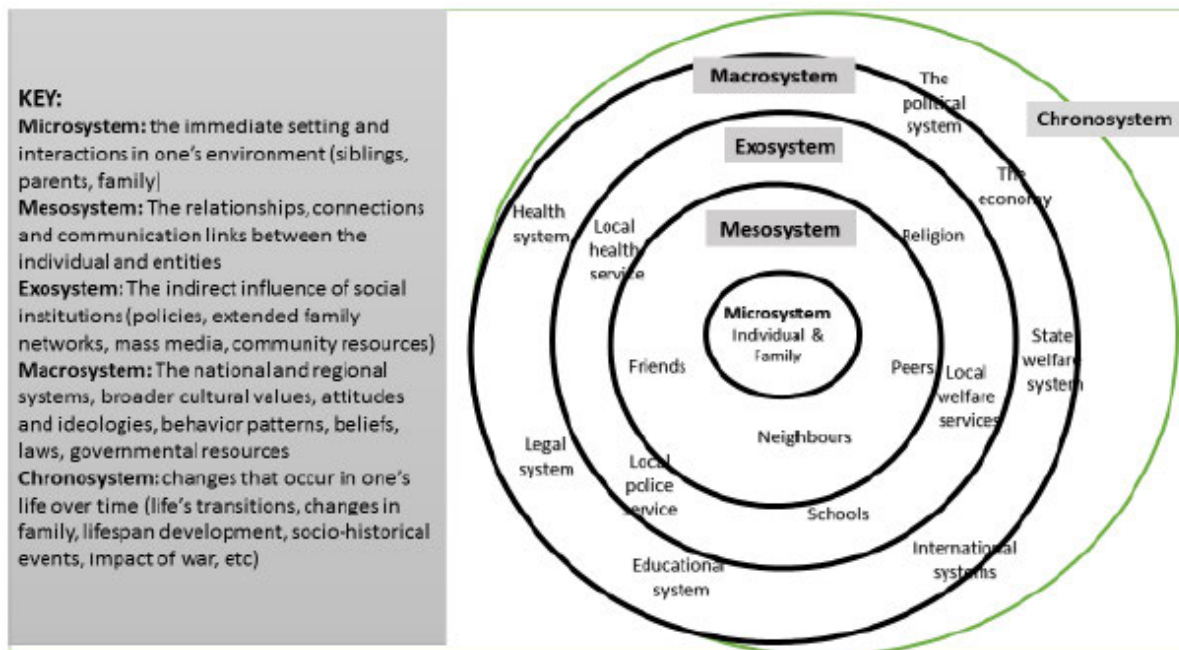 KEY:
Microsystem: the immediate setting and
interactions in one's environment (siblings,
parents, family|
Mesosystem: The relationships, connections
and communication links between the
individual and entities
Exosystem: The indirect influence of social
institutions (policies, extended family
networks, mass media, community resources)
Macrosystem: The national and regional
systems, broader cultural values, attitudes
and ideologies, behavior patterns, beliefs,
laws, governmental resources
Chronosystem: changes that occur in one's
life over time (life's transitions, changes in
family, lifespan development, socio-historical
events, impact of war, etc)
Macrosystem
The
political
system
Chronosystem
Exosystem
The
economy
Health
system
Local
health
service
Mesosystem
Religion
Microsystem
Individual &
Family
Friends
Peers
Local
welfare
services
State
welfare
system
Neighbours
Legal
system
Local
police
service
Schools
Educational
system
International
systems